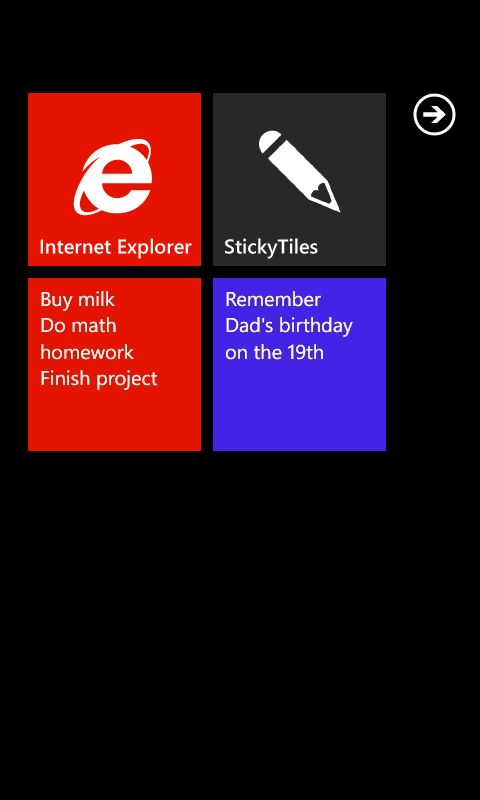 Internet Explorer
StickyTiles
Buy milk
Do math
homework
Finish project
Remember
Dad's birthday
on the 19th